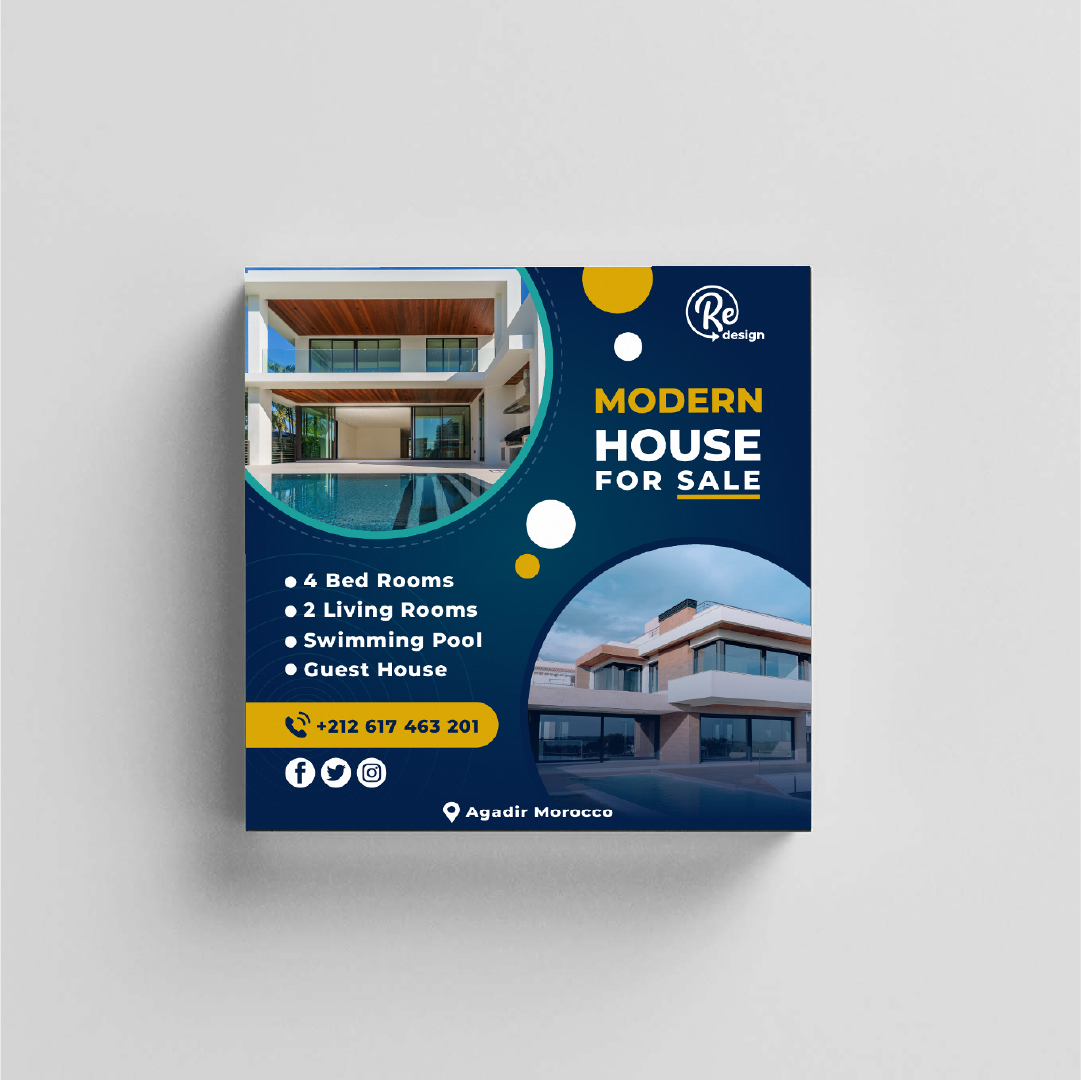 Re
design
MODERN
HOUSE
FOR SALE
4 Bed Rooms
2 Living Rooms
Swimming Pool
Guest House
+212 617 463 201
Agadir Morocco